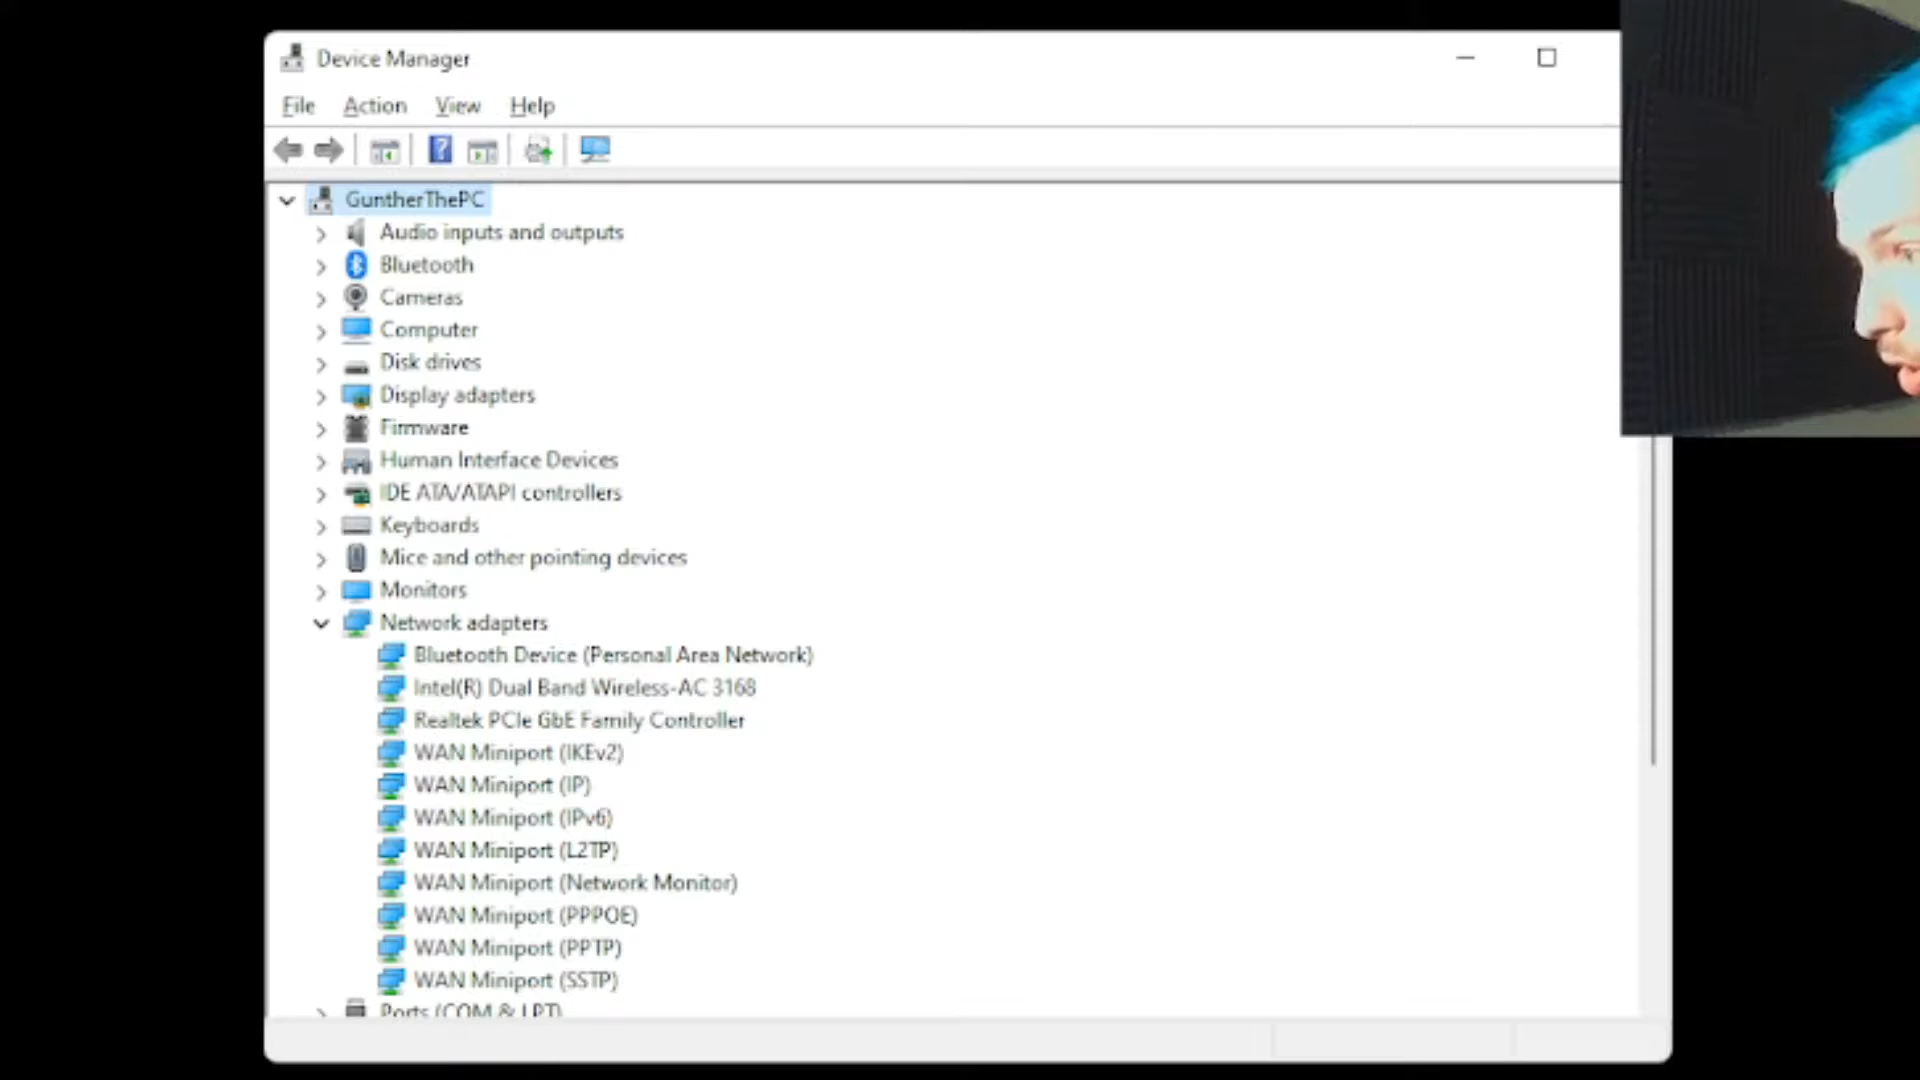 Device Manager
File Action View Help
GuntherThePC
Audio inputs and outputs
Bluetooth
Cameras
Computer
Disk drives
Display adapters
Firmware
Human Interface Devices
IDE ATA/ATAPI controllers
Keyboards
Mice and other pointing devices
Monitors
Network adapters
Bluetooth Device (Personal Area Network)
Intel(R) Dual Band Wireless-AC 3168
Realtek PCIe GbE Family Controller
WAN Miniport (IKEv2)
WAN Miniport (IP)
WAN Miniport (IPv6)
WAN Miniport (L2TP)
WAN Miniport (Network Monitor)
WAN Miniport (PPPOE)
WAN Miniport (PPTP)
WAN Miniport (SSTP)
Ports (COM & LPT)